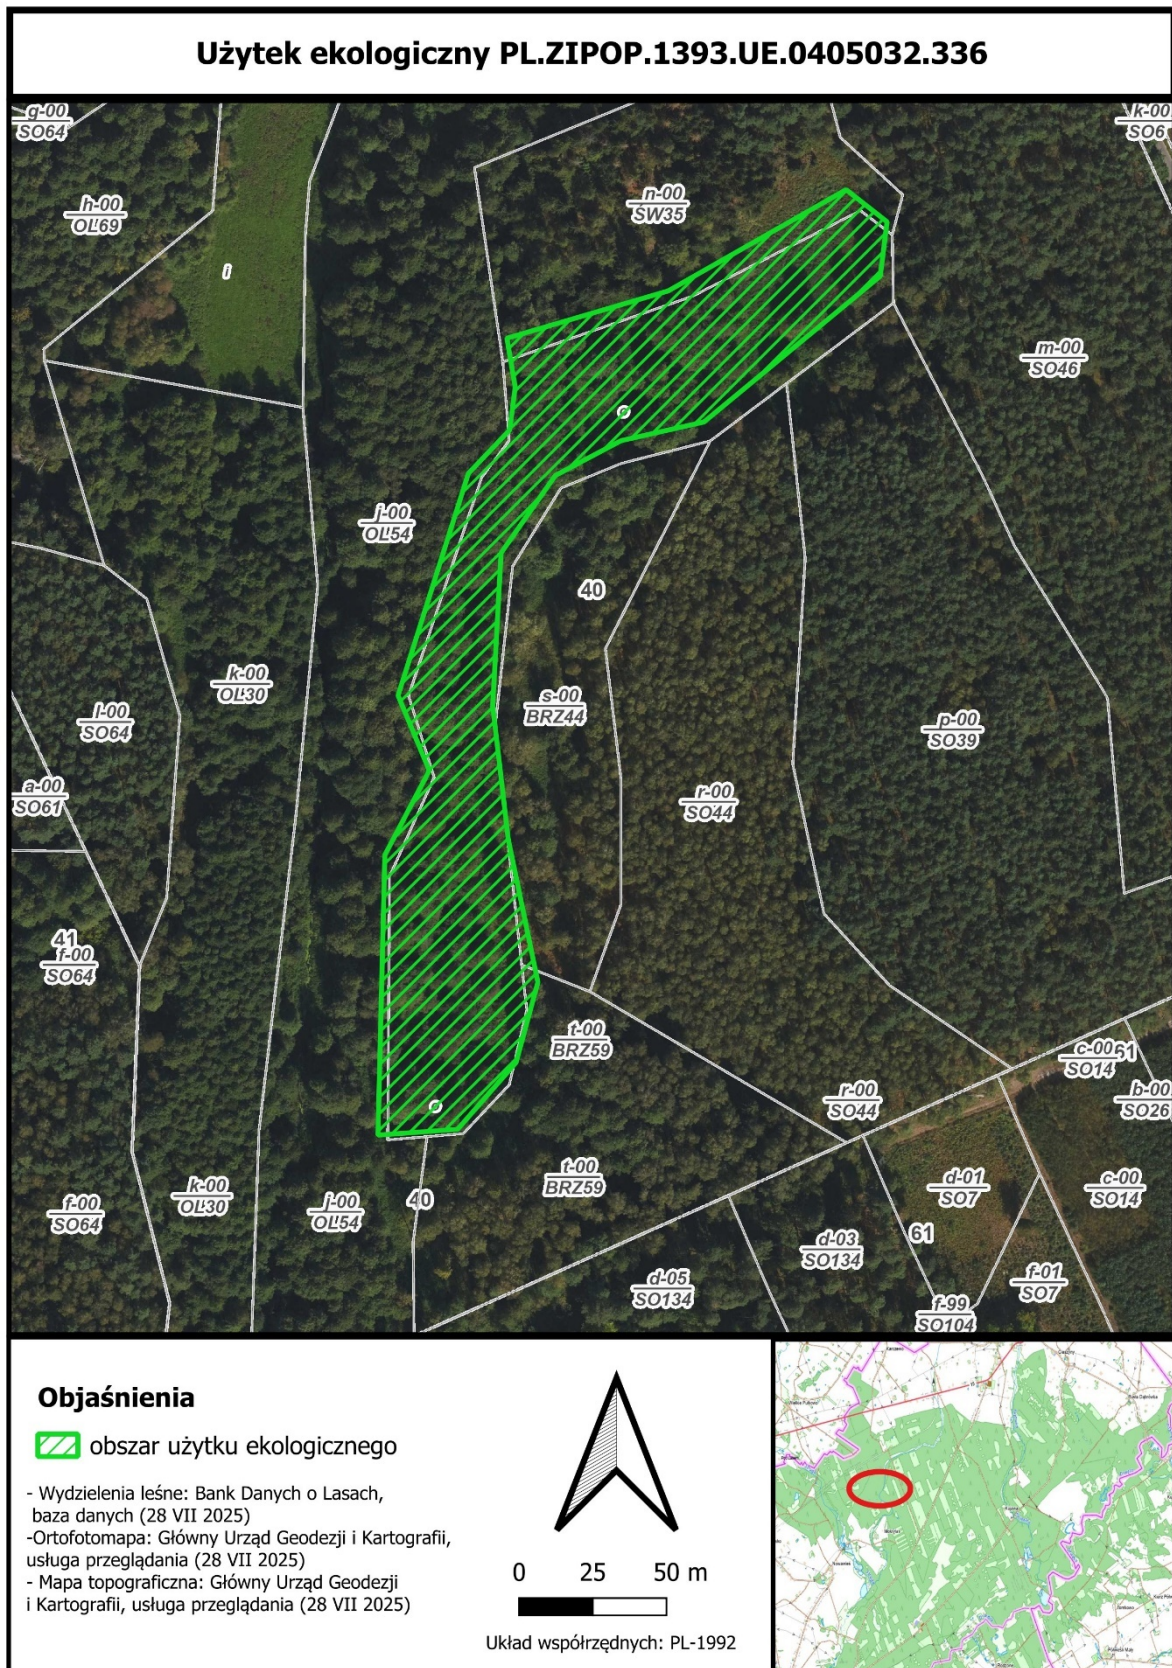 Użytek ekologiczny PL.ZIPOP.1393.UE.0405032.336
g-00
SO64
k-00
SO6
h-00
OL69
n-00
SW35
i
m-00
SO46
o
j-00
OL54
40
k-00
OL30
s-00
BRZ44
l-00
SO64
p-00
SO39
a-00
SO61
r-00
SO44
41
f-00
SO64
t-00
BRZ59
c-00
SO14
61
r-00
SO44
b-00
SO26
o
t-00
BRZ59
d-01
SO7
c-00
SO14
k-00
OL30
j-00
OL54
40
f-00
SO64
61
d-03
SO134
d-05
SO134
f-01
SO7
f-99
SO104
Objaśnienia
obszar użytku ekologicznego
- Wydzielenia leśne: Bank Danych o Lasach,
baza danych (28 VII 2025)
-Ortofotomapa: Główny Urząd Geodezji i Kartografii,
usługa przeglądania (28 VII 2025)
- Mapa topograficzna: Główny Urząd Geodezji
i Kartografii, usługa przeglądania (28 VII 2025)
0 25 50 m
Układ współrzędnych: PL-1992